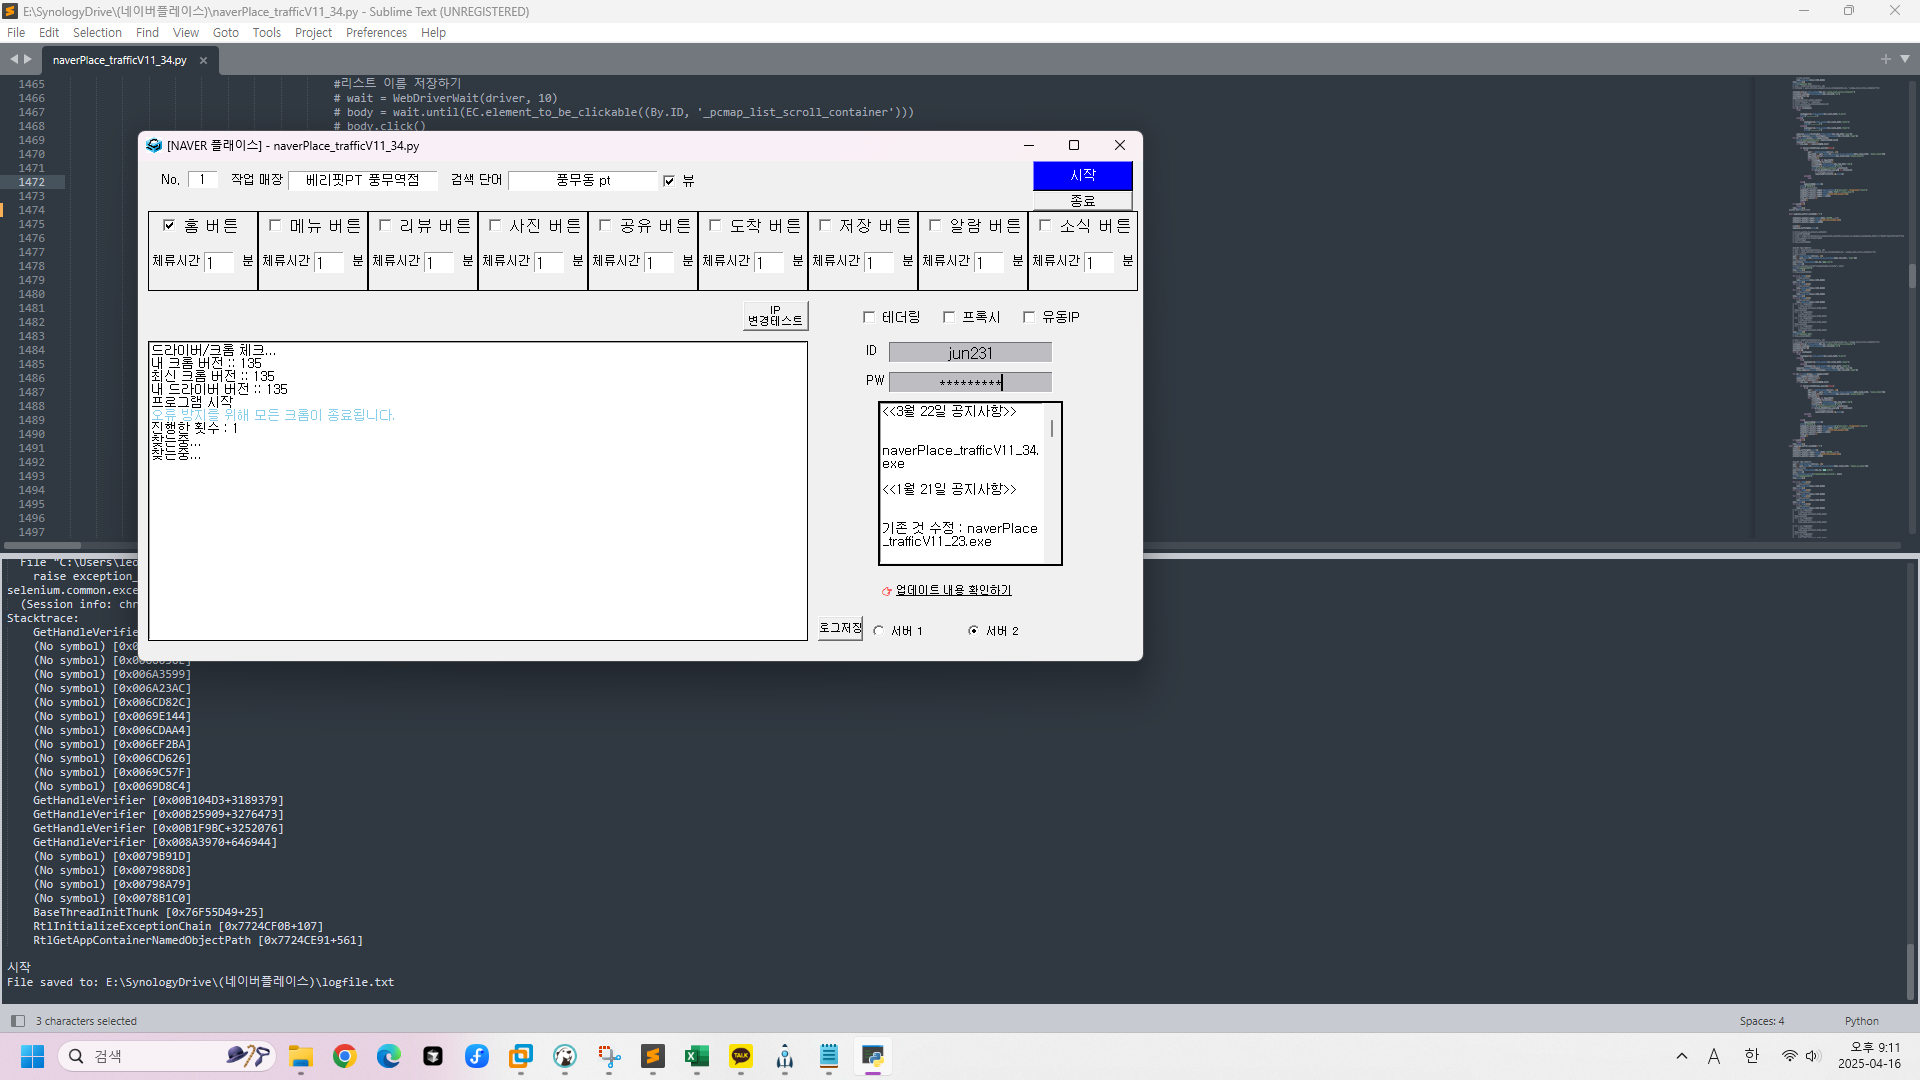 E:\SynologyDrive\(네이버플레이스)\naverPlace_trafficV11_34.py - Sublime Text (UNREGISTERED)
File Edit Selection Find View Goto Tools Project Preferences Help
naverPlace_trafficV11_34.py
1465 #리스트 이름 저장하기
1466 # wait = WebDriverWait(driver, 10)
1467 # body = wait.until(EC.element_to_be_clickable((By.ID, '_pcmap_list_scroll_container')))
1468 # body.click()
1469
1470
1471
1472
1473
1474
1475
1476
1477
1478
1479
1480
1481
1482
1483
1484
1485
1486
1487
1488
1489
1490
1491
1492
1493
1494
1495
1496
1497
[NAVER 플래이스] - naverPlace_trafficV11_34.py
No. 1 작업 매장 베리핏PT 풍무역점 검색 단어 풍무동 pt 뷰
시작
종료
홈 버튼 메뉴 버튼 리뷰 버튼 사진 버튼 공유 버튼 도착 버튼 저장 버튼 알람 버튼 소식 버튼
체류시간 1 분 체류시간 1 분 체류시간 1 분 체류시간 1 분 체류시간 1 분 체류시간 1 분 체류시간 1 분 체류시간 1 분 체류시간 1 분
IP
변경테스트
테더링 프록시 유동IP
ID jun231
PW *********
드라이버/크롬 체크...
내 크롬 버전 :: 135
최신 크롬 버전 :: 135
내 드라이버 버전 :: 135
프로그램 시작
오류 방지를 위해 모든 크롬이 종료됩니다.
진행한 횟수 : 1
찾는중...
찾는중...
<<3월 22일 공지사항>>
naverPlace_trafficV11_34.
exe
<<1월 21일 공지사항>>
기존 것 수정 : naverPlace
_trafficV11_23.exe
업데이트 내용 확인하기
로그저장 서버 1 서버 2
File "C:\Users\leo
raise exception_
selenium.common.exce
(Session info: chr
Stacktrace:
GetHandleVerifie
(No symbol) [0x0
(No symbol)
(No symbol) [0x006A3599]
(No symbol) [0x006A23AC]
(No symbol) [0x006CD82C]
(No symbol) [0x0069E144]
(No symbol) [0x006CDAA4]
(No symbol) [0x006EF2BA]
(No symbol) [0x006CD626]
(No symbol) [0x0069C57F]
(No symbol) [0x0069D8C4]
GetHandleVerifier [0x00B104D3+3189379]
GetHandleVerifier [0x00B25909+3276473]
GetHandleVerifier [0x00B1F9BC+3252076]
GetHandleVerifier [0x008A3970+646944]
(No symbol) [0x0079B91D]
(No symbol) [0x007988D8]
(No symbol) [0x00798A79]
(No symbol) [0x0078B1C0]
BaseThreadInitThunk [0x76F55D49+25]
RtlInitializeExceptionChain [0x7724CF0B+107]
RtlGetAppContainerNamedObjectPath [0x7724CE91+561]
시작
File saved to: E:\SynologyDrive\(네이버플레이스)\logfile.txt
3 characters selected Spaces: 4 Python
검색
TALK
A 한 오후 9:11
2025-04-16